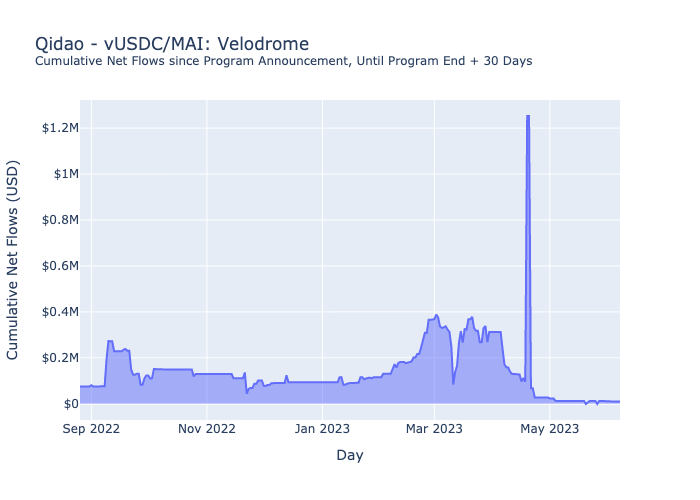 Qidao - vUSDC/MAI: Velodrome
Cumulative Net Flows since Program Announcement, Until Program End + 30 Days
Cumulative Net Flows (USD)
$1.2M
$1M
$0.8M
$0.6M
$0.4M
$0.2M
$0
Sep 2022 Nov 2022 Jan 2023 Mar 2023 May 2023
Day